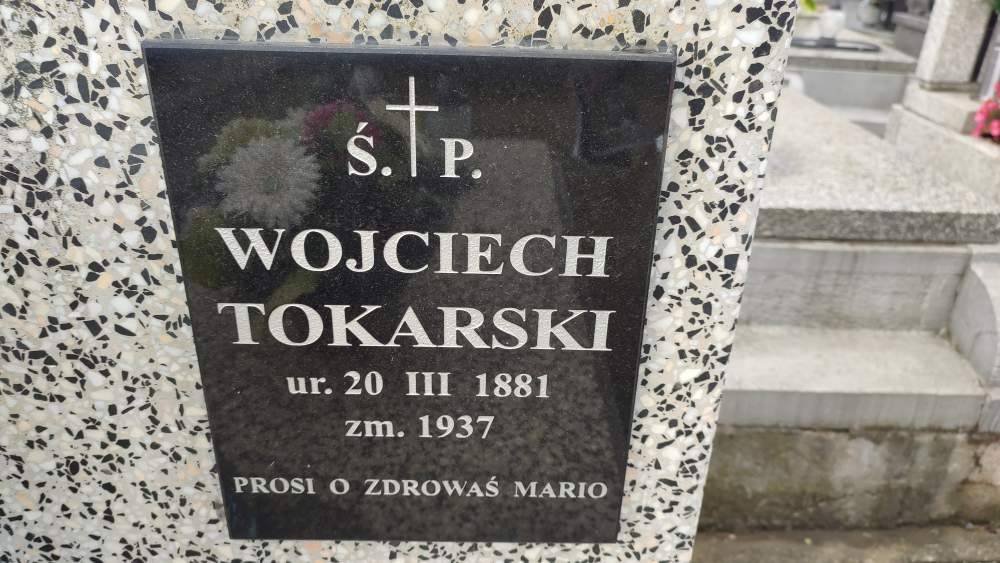 Ś. P.
WOJCIECH
TOKARSKI
ur. 20 III 1881
zm. 1937
PROSI O ZDROWAŚ MARIO